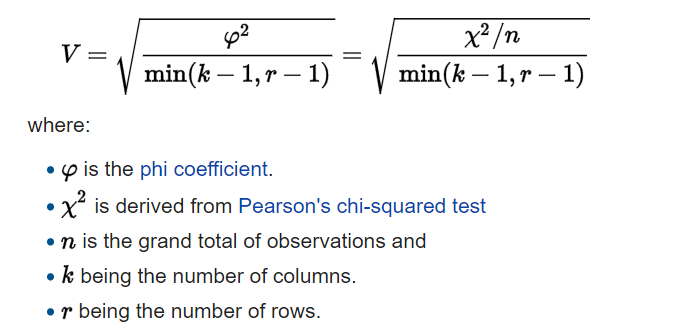 V = √(φ² / min(k − 1, r − 1)) = √(χ²/n / min(k − 1, r − 1))
where:
• φ is the phi coefficient.
• χ² is derived from Pearson's chi-squared test
• n is the grand total of observations and
• k being the number of columns.
• r being the number of rows.